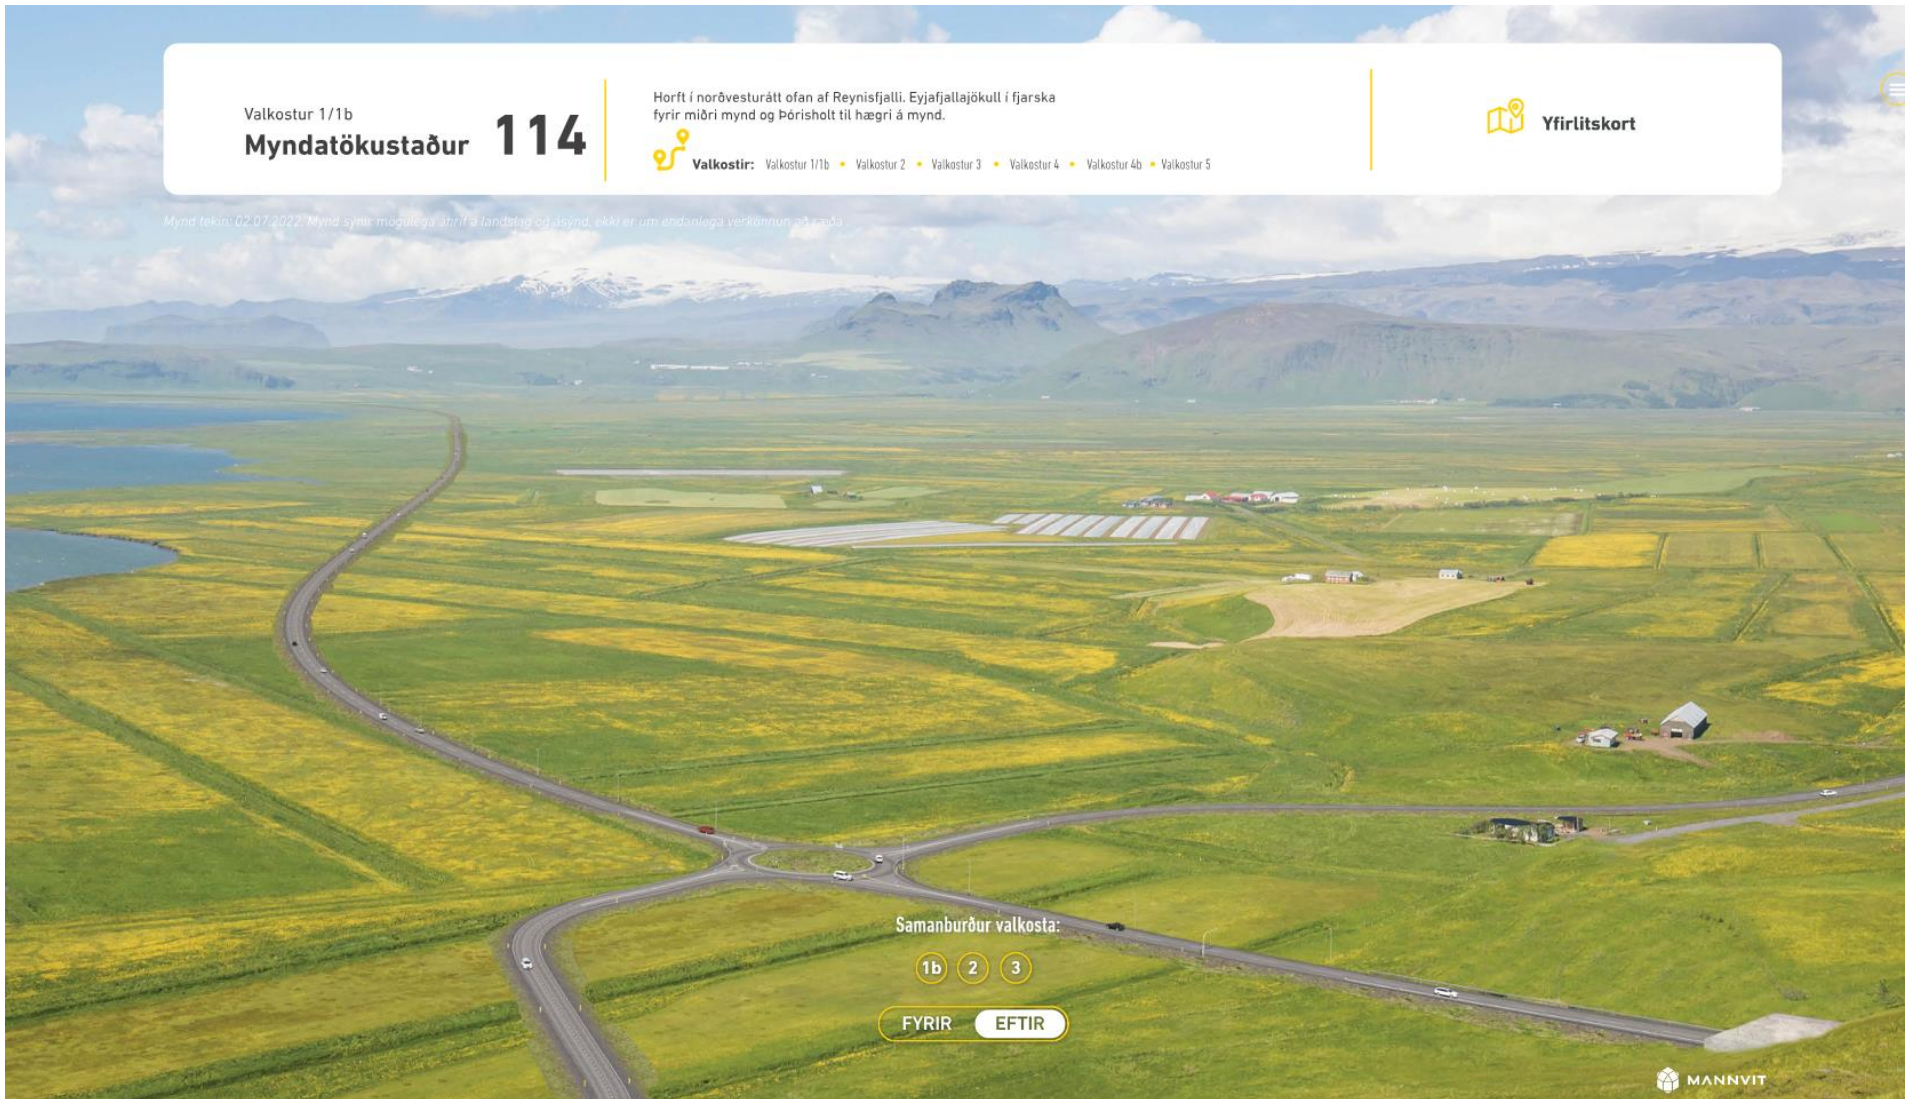 Valkostur 1/1b
Myndatökustaður 114
Horft í norðvesturátt ofan af Reynisfjalli. Eyjafjallajökull í fjarska
fyrir miðri mynd og Þórisholt til hægri á mynd.
Valkostir: Valkostur 1/1b • Valkostur 2 • Valkostur 3 • Valkostur 4 • Valkostur 4b • Valkostur 5
Yfirlitskort
Mynd tekin: 02.07.2022. Mynd sýnir mögulega áhrif á landslag og ásýnd, ekki er um endanlega verkhönnun að ræða
Samanburður valkosta:
1b 2 3
FYRIR EFTIR
MANNVIT